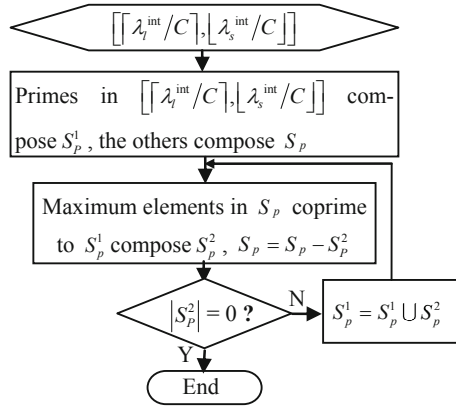 [⌈λ_l^int/C⌉,⌊λ_s^int/C⌋]
Primes in [⌈λ_l^int/C⌉,⌊λ_s^int/C⌋] com-
pose S_P^1, the others compose S_p
Maximum elements in S_p coprime
to S_p^1 compose S_p^2, S_p = S_p − S_P^2
|S_P^2| = 0 ?
N
S_p^1 = S_p^1 ⋃ S_p^2
Y
End